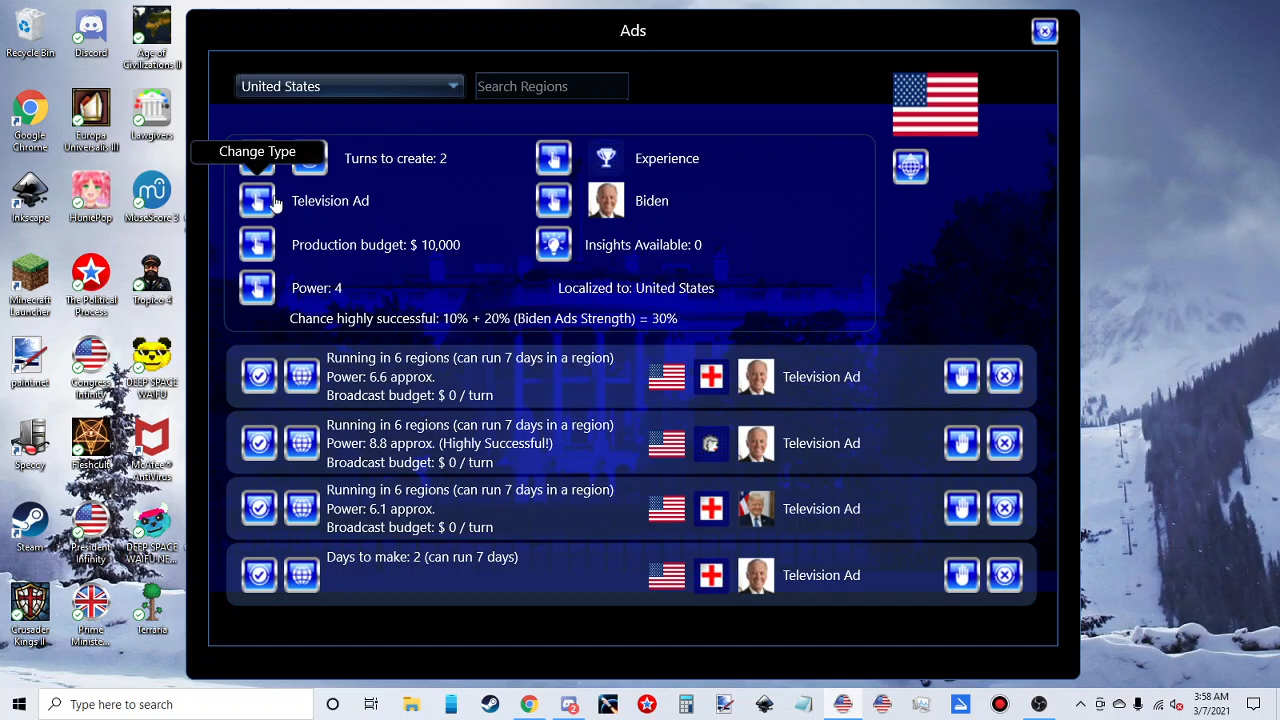 Ads
United States
Search Regions
Change Type
Turns to create: 2
Experience
Television Ad
Biden
Production budget: $ 10,000
Insights Available: 0
Power: 4
Localized to: United States
Chance highly successful: 10% + 20% (Biden Ads Strength) = 30%
Running in 6 regions (can run 7 days in a region)
Power: 6.6 approx.
Broadcast budget: $ 0 / turn
Television Ad
Running in 6 regions (can run 7 days in a region)
Power: 8.8 approx. (Highly Successful!)
Broadcast budget: $ 0 / turn
Television Ad
Running in 6 regions (can run 7 days in a region)
Power: 6.1 approx.
Broadcast budget: $ 0 / turn
Television Ad
Days to make: 2 (can run 7 days)
Television Ad
Recycle Bin
Discord
Age of
Civilizations II
Google
Chrome
Europa
Universalis III
Lawgivers
Inkscape
HuniePop
MuseScore 3
Minecraft
Launcher
The Political
Process
Tropico 4
paint.net
Congress
Infinity
DEEP SPACE
WAIFU
Speccy
Fleshcult
McAfee®
AntiVirus
Steam
President
Infinity
DEEP SPACE
WAIFU NE...
Crusader
Kings II
Prime
Ministe...
Terraria
Type here to search
3:58 AM
3/7/2021